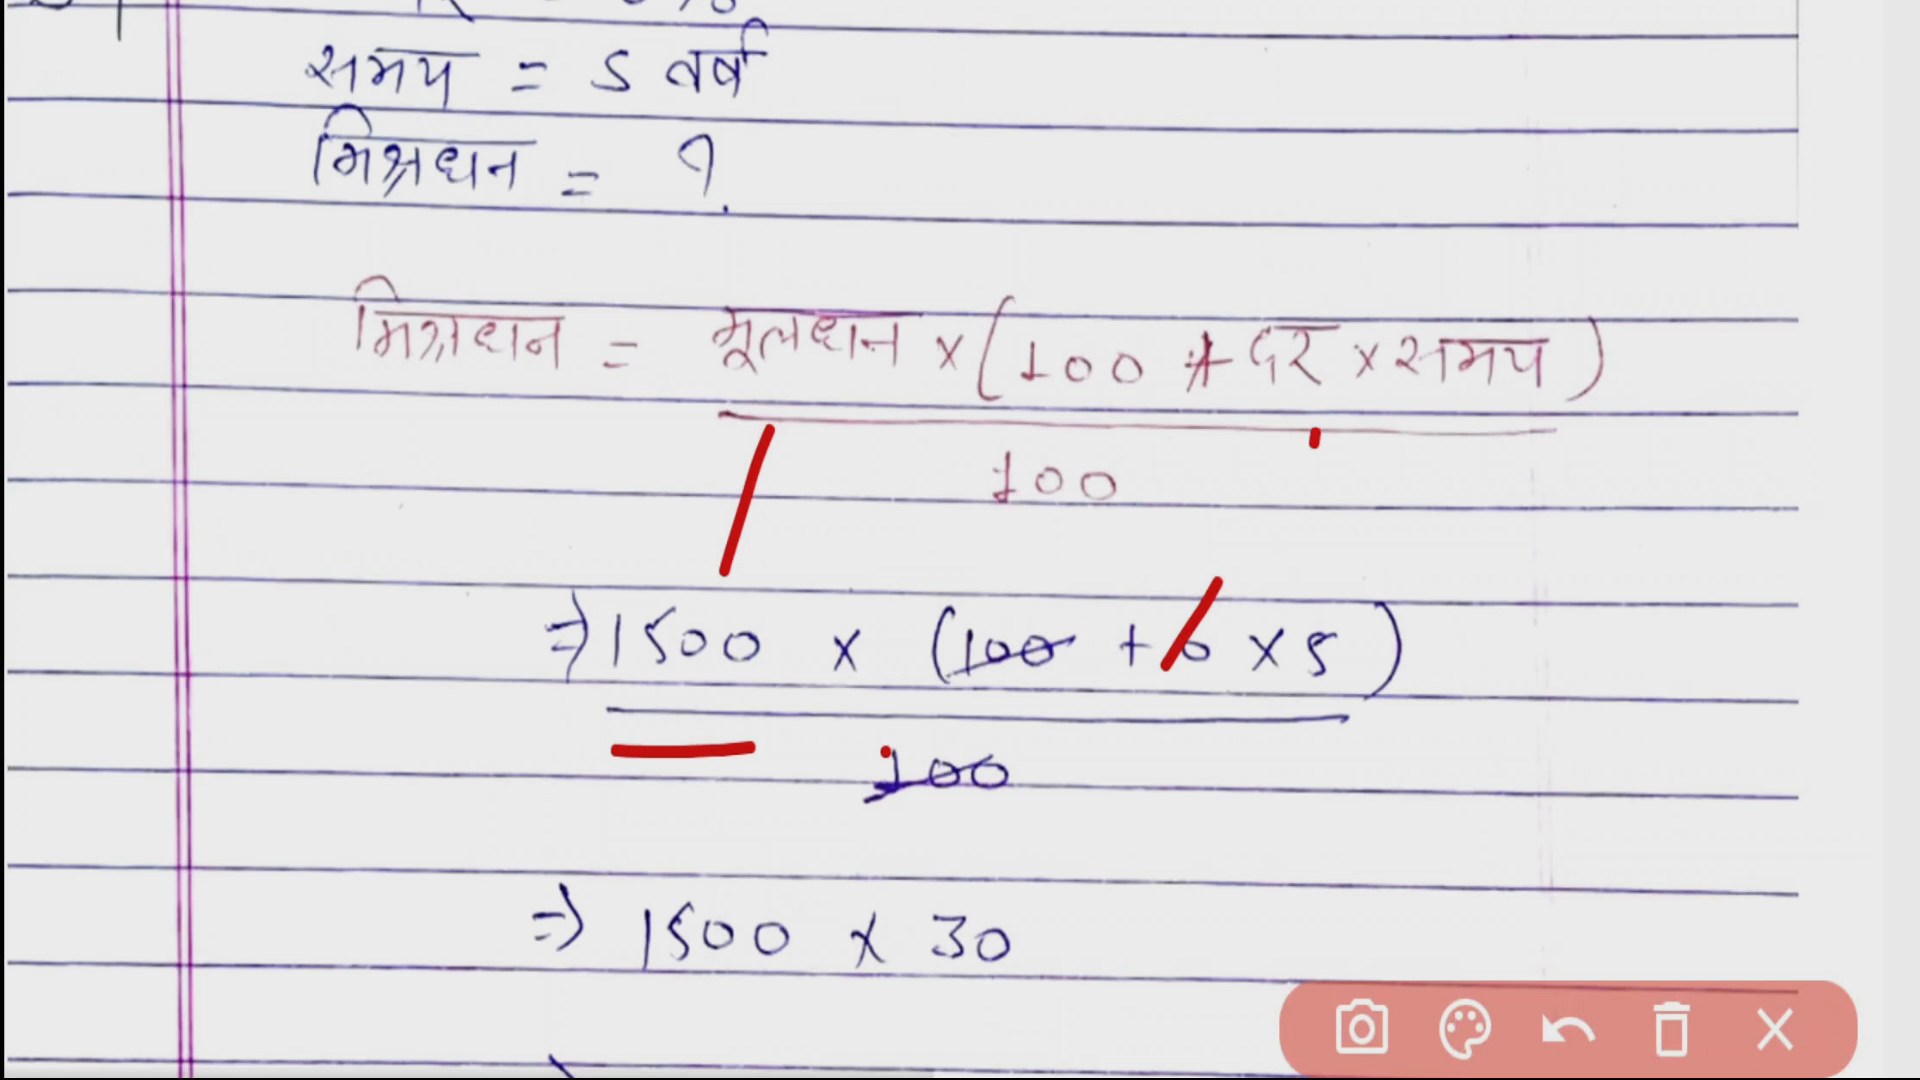 समय = 5 वर्ष
मिश्रधन = ?
मिश्रधन = मूलधन × (100 + दर × समय)
100
⇒ 1500 × (100 + 6 × 5)
100
⇒ 1500 × 30